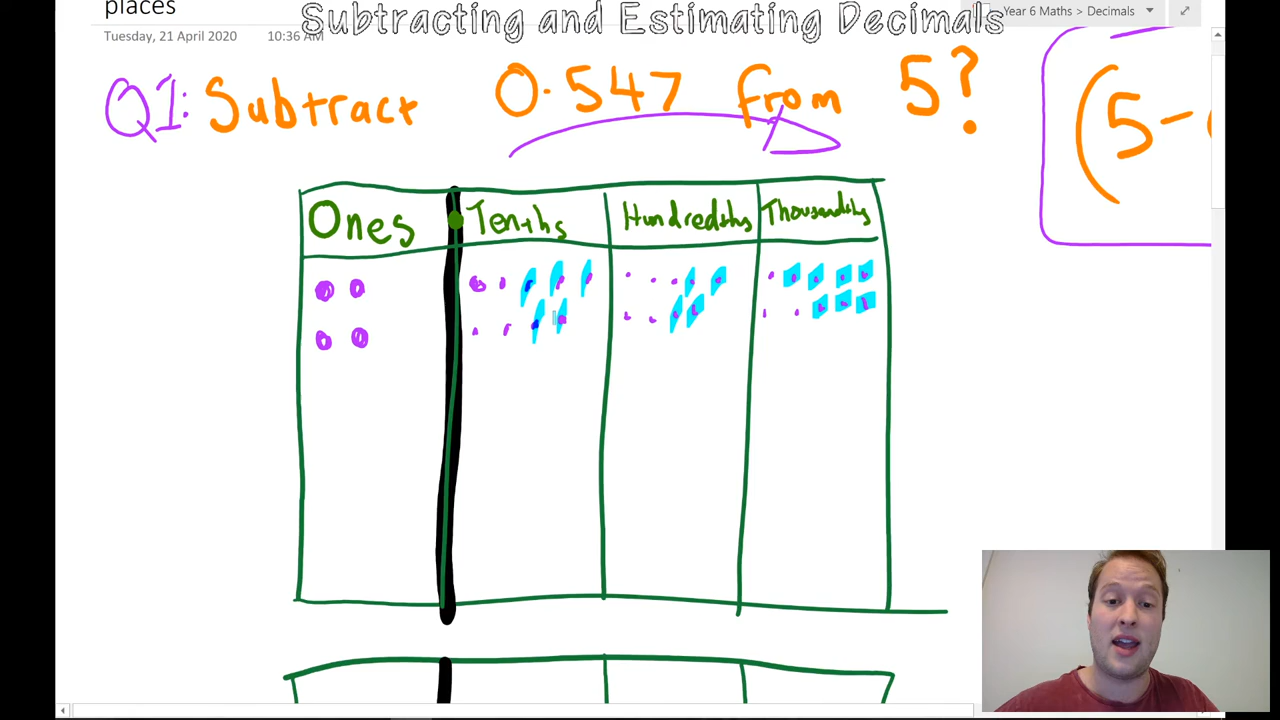 places
Subtracting and Estimating Decimals
Year 6 Maths > Decimals
Tuesday, 21 April 2020 10:36 AM
Q1: Subtract 0.547 from 5?
(5-
Ones Tenths Hundredths Thousandths